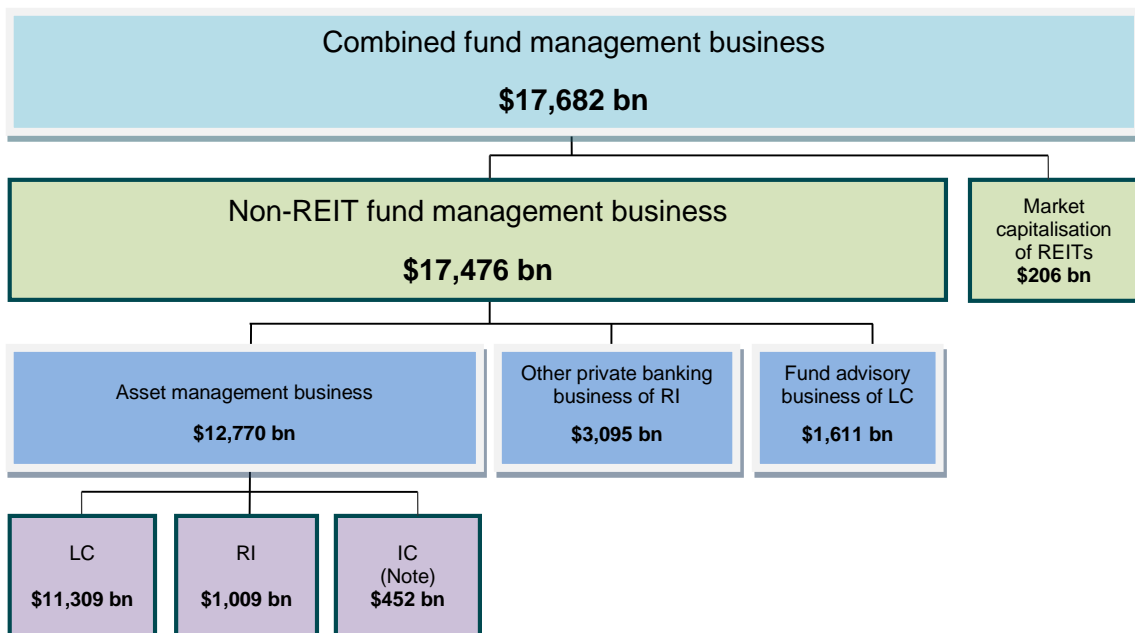 Combined fund management business
$17,682 bn
Non-REIT fund management business
$17,476 bn
Market
capitalisation
of REITs
$206 bn
Asset management business
$12,770 bn
Other private banking
business of RI
$3,095 bn
Fund advisory
business of LC
$1,611 bn
LC
$11,309 bn
RI
$1,009 bn
IC
(Note)
$452 bn